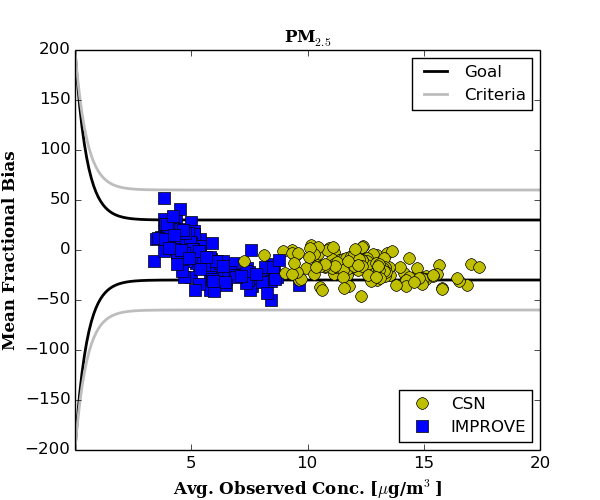 PM2.5
200
150
100
50
0
−50
−100
−150
−200
Mean Fractional Bias
Goal
Criteria
CSN
IMPROVE
5 10 15 20
Avg. Observed Conc. [μg/m³ ]